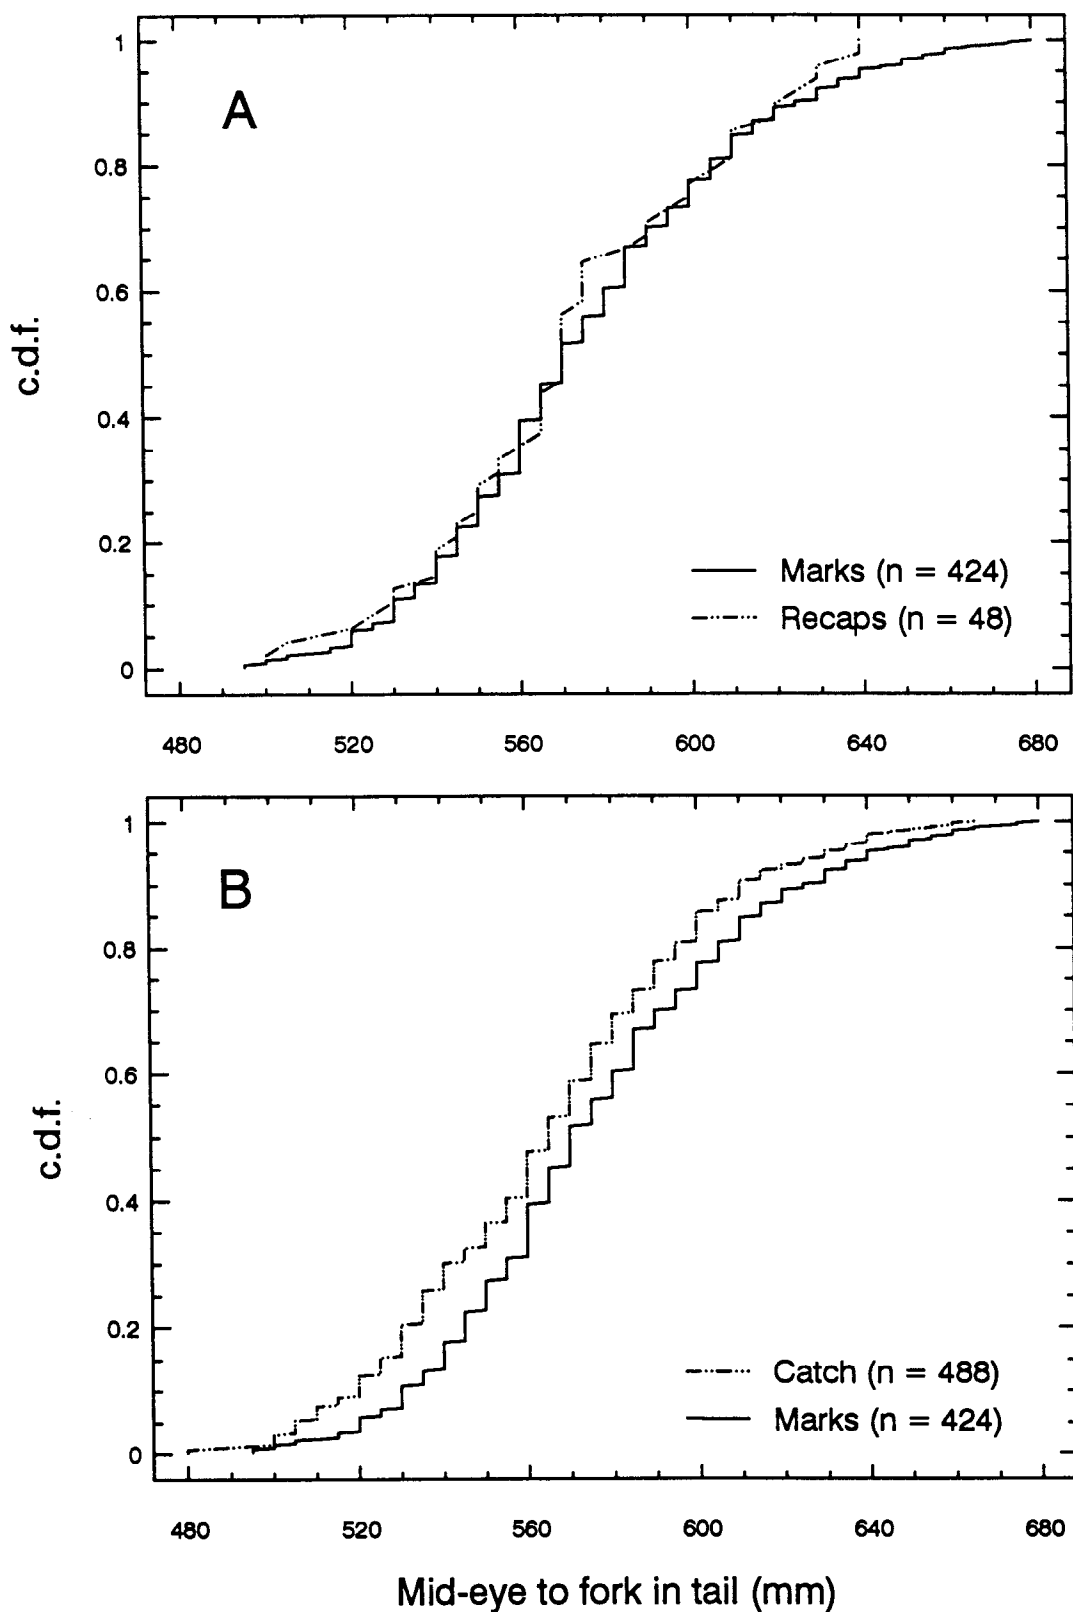 A
1
0.8
0.6
0.4
0.2
0
c.d.f.
Marks (n = 424)
Recaps (n = 48)
480 520 560 600 640 680
B
1
0.8
0.6
0.4
0.2
0
c.d.f.
Catch (n = 488)
Marks (n = 424)
480 520 560 600 640 680
Mid-eye to fork in tail (mm)